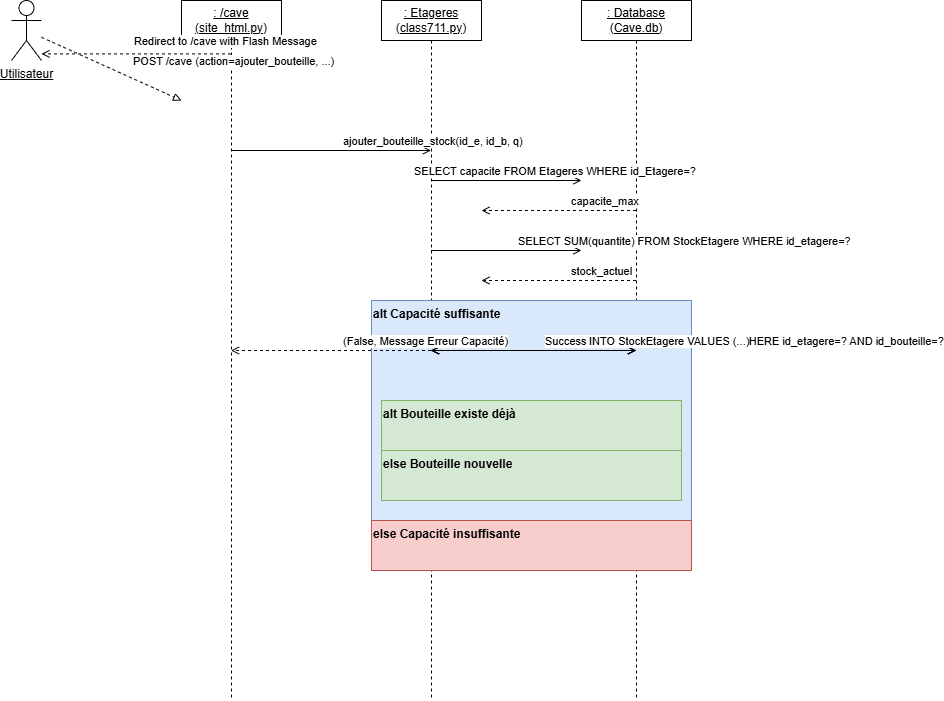 : /cave
(site_html.py)
: Etageres
(class711.py)
: Database
(Cave.db)
Utilisateur
Redirect to /cave with Flash Message
POST /cave (action=ajouter_bouteille, ...)
ajouter_bouteille_stock(id_e, id_b, q)
SELECT capacite FROM Etageres WHERE id_Etagere=?
capacite_max
SELECT SUM(quantite) FROM StockEtagere WHERE id_etagere=?
stock_actuel
alt Capacité suffisante
(False, Message Erreur Capacité)
Success INTO StockEtagere VALUES (...)HERE id_etagere=? AND id_bouteille=?
alt Bouteille existe déjà
else Bouteille nouvelle
else Capacité insuffisante